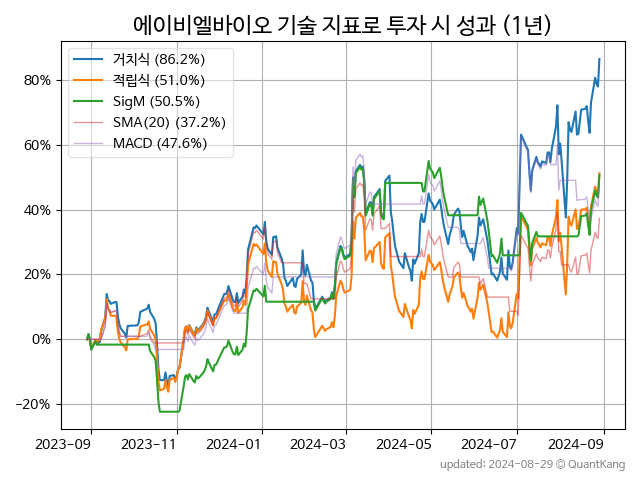 에이비엘바이오 기술 지표로 투자 시 성과 (1년)
거치식 (86.2%)
적립식 (51.0%)
SigM (50.5%)
SMA(20) (37.2%)
MACD (47.6%)
80%
60%
40%
20%
0%
−20%
2023-09 2023-11 2024-01 2024-03 2024-05 2024-07 2024-09
updated: 2024-08-29 © QuantKang